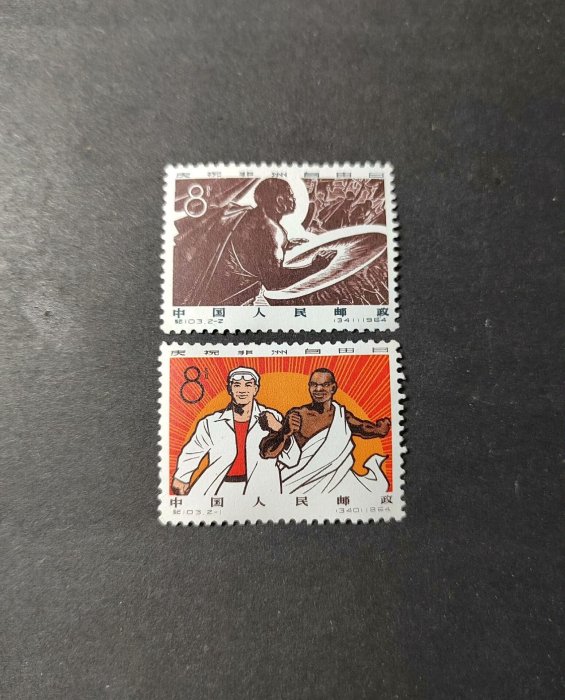 庆祝非洲自由日
8分
中国人民邮政
纪103.2-2 (341)1964
庆祝非洲自由日
8分
中国人民邮政
纪103.2-1 (340)1964